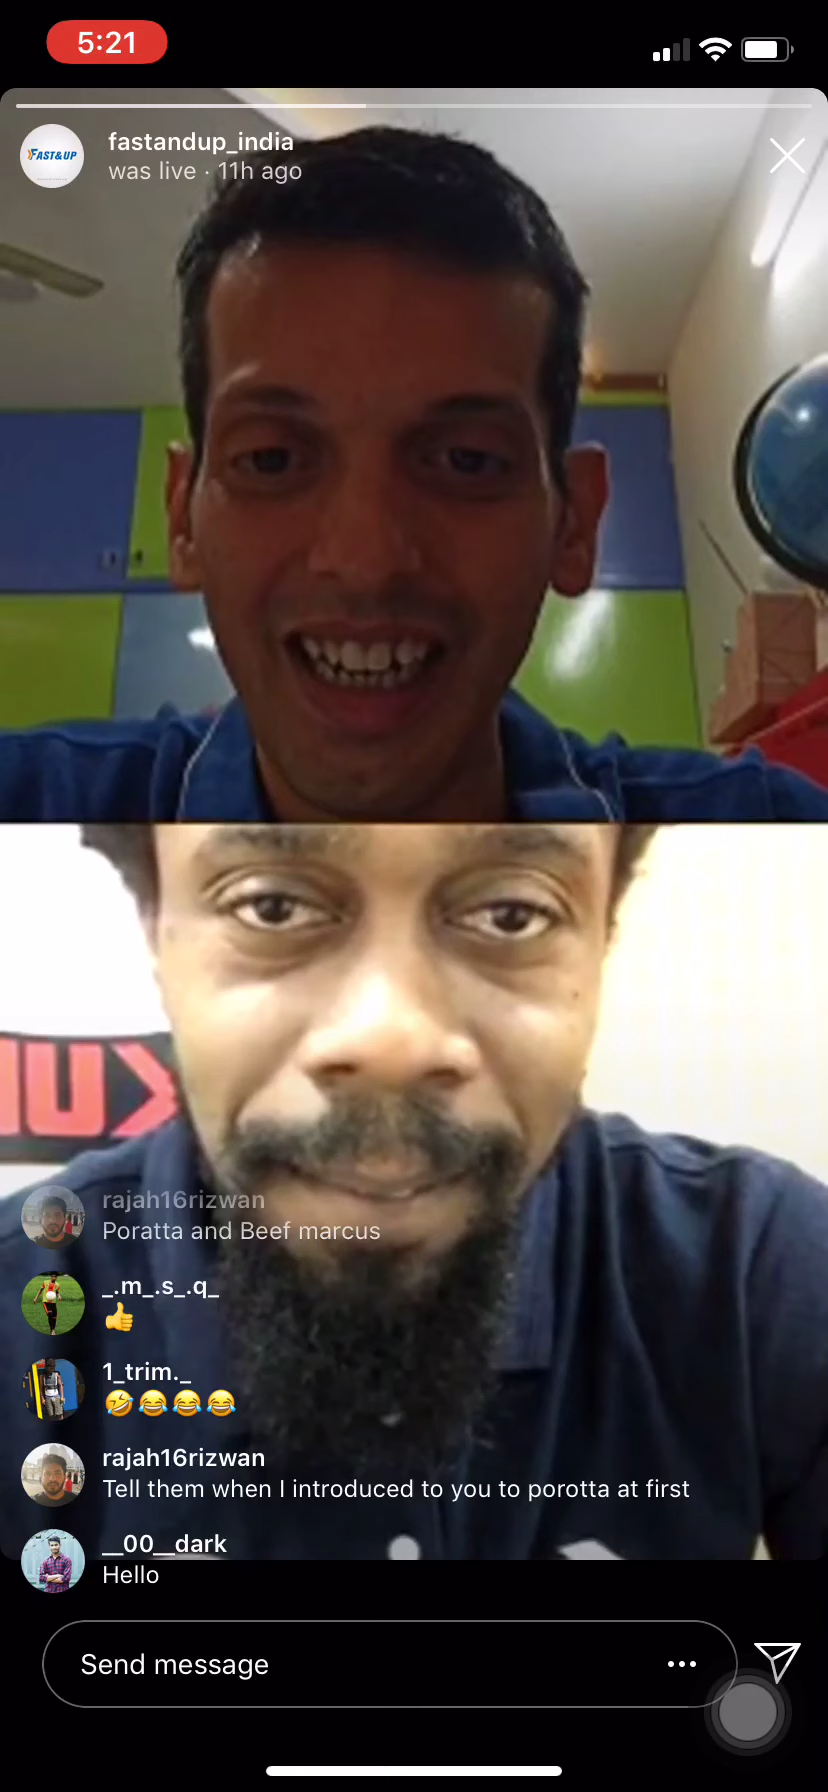 5:21
FAST&UP
fastandup_india
was live · 11h ago
rajah16rizwan
Poratta and Beef marcus
_.m_.s_.q_
👍
1_trim._
🤣😂😂😂
rajah16rizwan
Tell them when I introduced to you to porotta at first
__00__dark
Hello
Send message